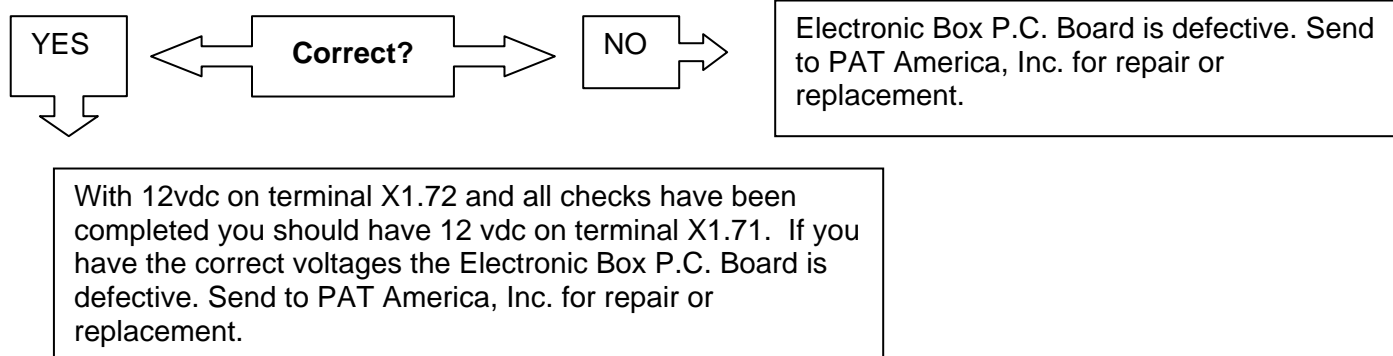 YES
Correct?
NO
Electronic Box P.C. Board is defective. Send
to PAT America, Inc. for repair or
replacement.
With 12vdc on terminal X1.72 and all checks have been
completed you should have 12 vdc on terminal X1.71.  If you
have the correct voltages the Electronic Box P.C. Board is
defective. Send to PAT America, Inc. for repair or
replacement.